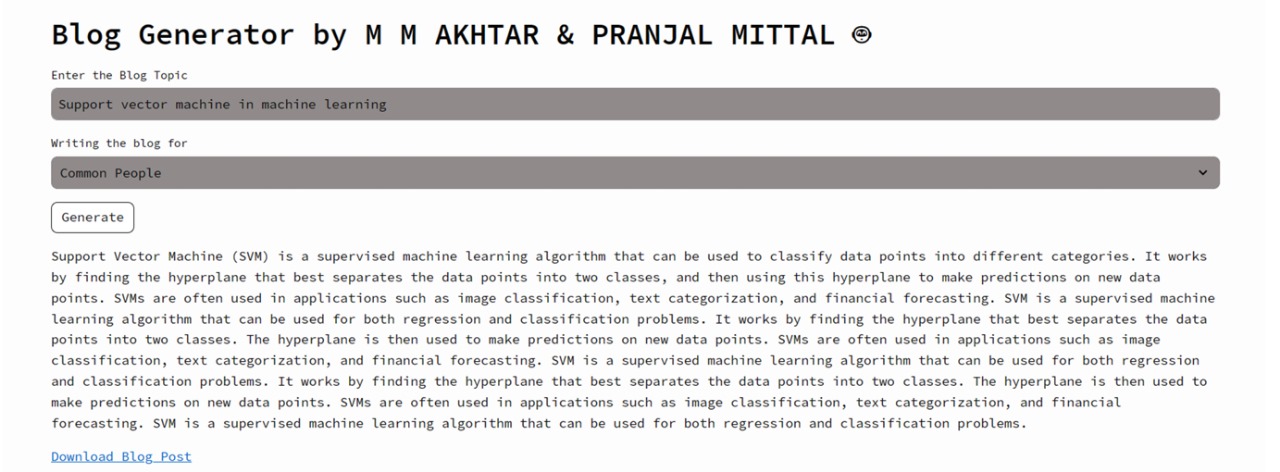 Blog Generator by M M AKHTAR & PRANJAL MITTAL
Enter the Blog Topic
Support vector machine in machine learning
Writing the blog for
Common People
Generate
Support Vector Machine (SVM) is a supervised machine learning algorithm that can be used to classify data points into different categories. It works
by finding the hyperplane that best separates the data points into two classes, and then using this hyperplane to make predictions on new data
points. SVMs are often used in applications such as image classification, text categorization, and financial forecasting. SVM is a supervised machine
learning algorithm that can be used for both regression and classification problems. It works by finding the hyperplane that best separates the data
points into two classes. The hyperplane is then used to make predictions on new data points. SVMs are often used in applications such as image
classification, text categorization, and financial forecasting. SVM is a supervised machine learning algorithm that can be used for both regression
and classification problems. It works by finding the hyperplane that best separates the data points into two classes. The hyperplane is then used to
make predictions on new data points. SVMs are often used in applications such as image classification, text categorization, and financial
forecasting. SVM is a supervised machine learning algorithm that can be used for both regression and classification problems.
Download Blog Post